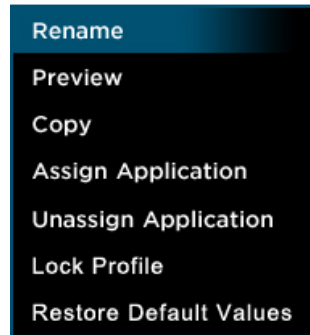 Rename
Preview
Copy
Assign Application
Unassign Application
Lock Profile
Restore Default Values